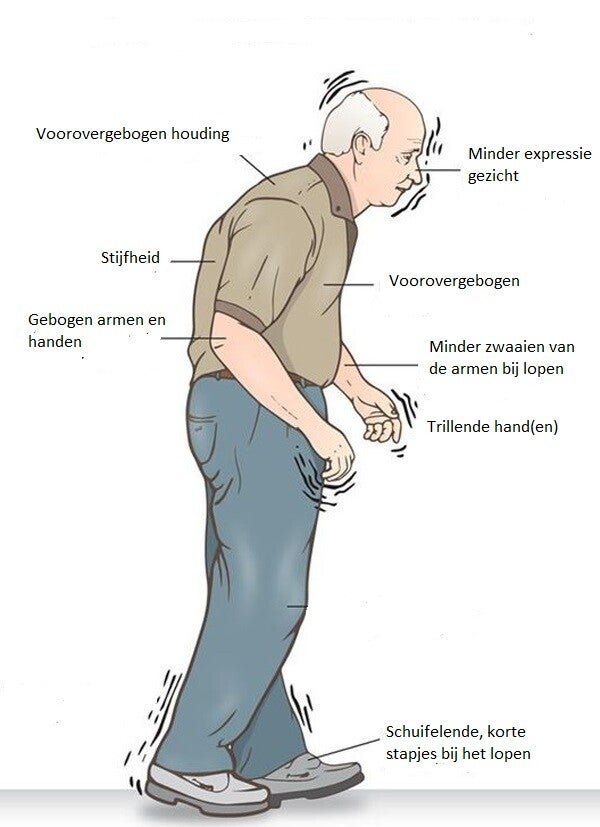 Voorovergebogen houding
Minder expressie
gezicht
Stijfheid
Voorovergebogen
Gebogen armen en
handen
Minder zwaaien van
de armen bij lopen
Trillende hand(en)
Schuifelende, korte
stapjes bij het lopen